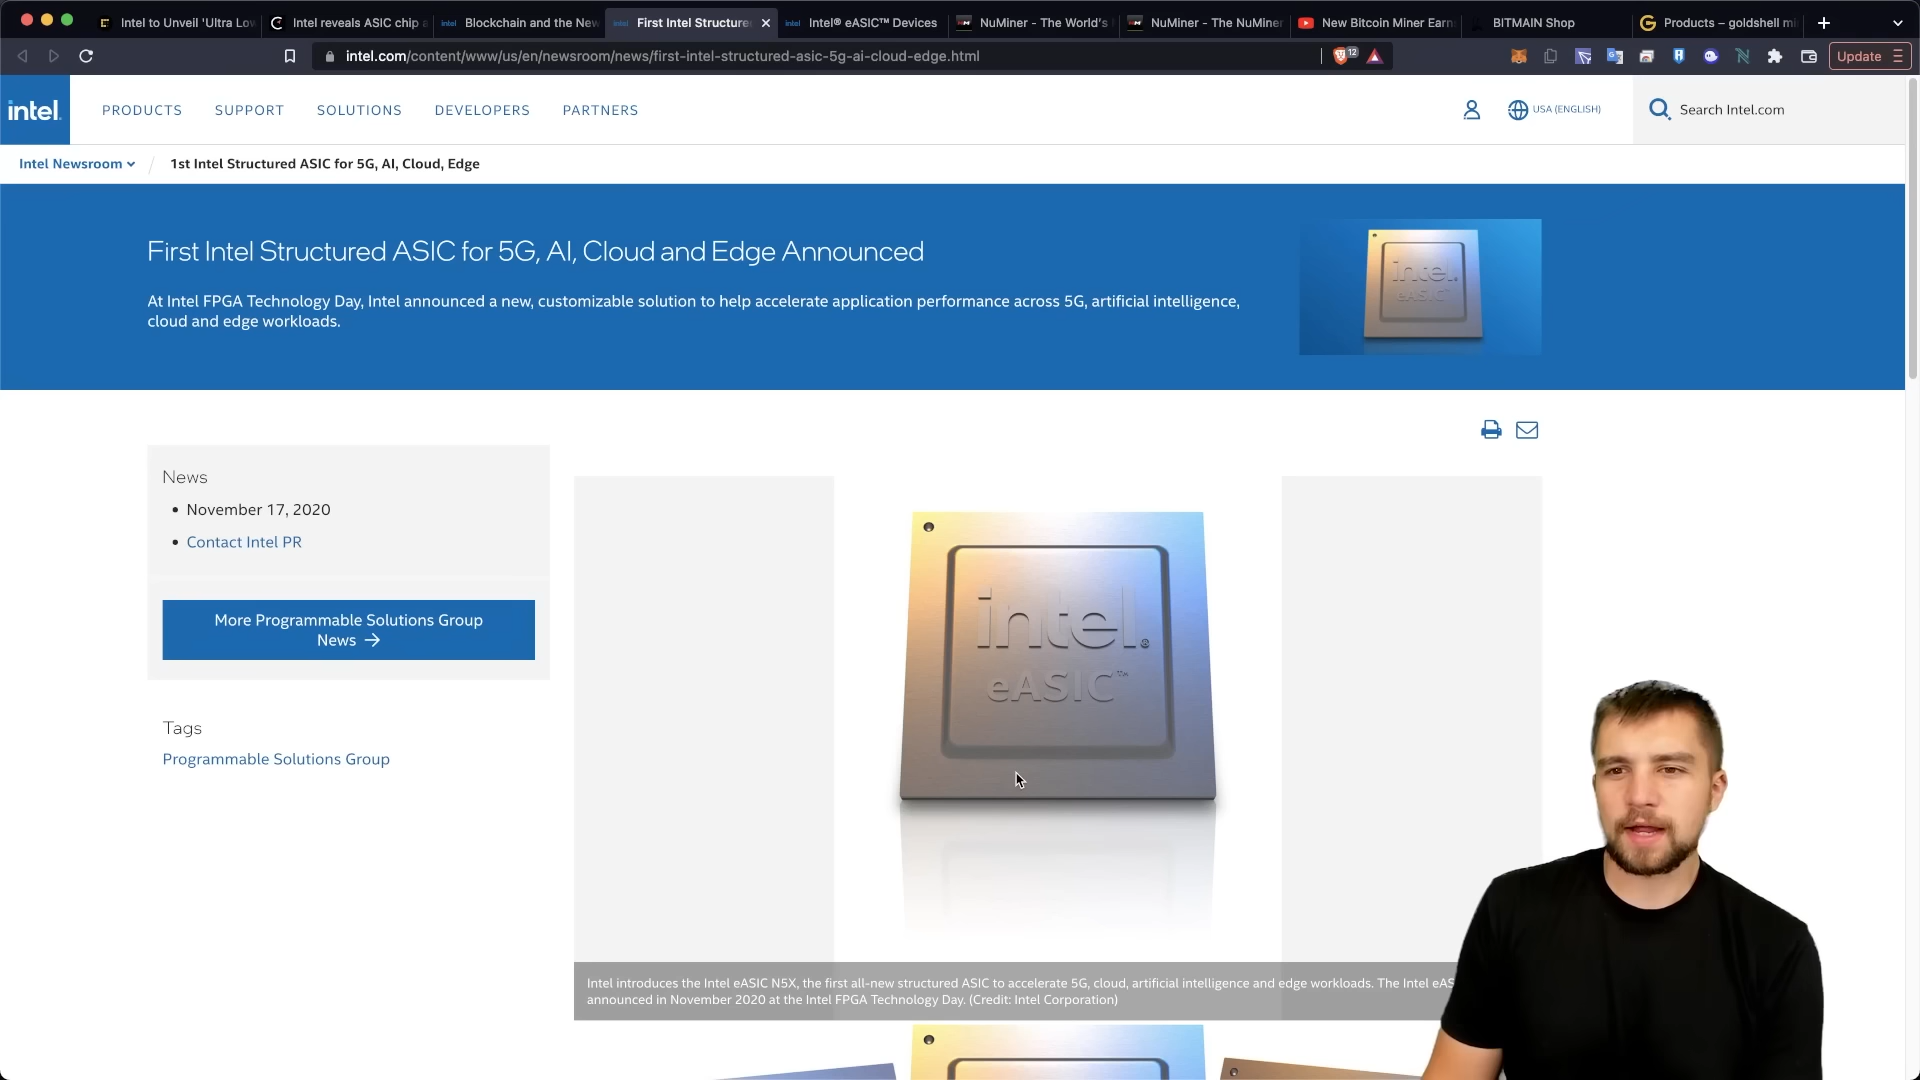 Intel to Unveil 'Ultra Lov
Intel reveals ASIC chip a
Blockchain and the New
First Intel Structure
Intel® eASIC™ Devices
NuMiner - The World's
NuMiner - The NuMiner
New Bitcoin Miner Earn
BITMAIN Shop
Products – goldshell mi
intel.com/content/www/us/en/newsroom/news/first-intel-structured-asic-5g-ai-cloud-edge.html
12
Update
intel.
PRODUCTS SUPPORT SOLUTIONS DEVELOPERS PARTNERS
USA (ENGLISH)
Search Intel.com
Intel Newsroom
1st Intel Structured ASIC for 5G, AI, Cloud, Edge
First Intel Structured ASIC for 5G, AI, Cloud and Edge Announced
At Intel FPGA Technology Day, Intel announced a new, customizable solution to help accelerate application performance across 5G, artificial intelligence,
cloud and edge workloads.
intel.
eASIC™
News
November 17, 2020
Contact Intel PR
More Programmable Solutions Group
News →
Tags
Programmable Solutions Group
intel®
eASIC™
Intel introduces the Intel eASIC N5X, the first all-new structured ASIC to accelerate 5G, cloud, artificial intelligence and edge workloads. The Intel eAS
announced in November 2020 at the Intel FPGA Technology Day. (Credit: Intel Corporation)